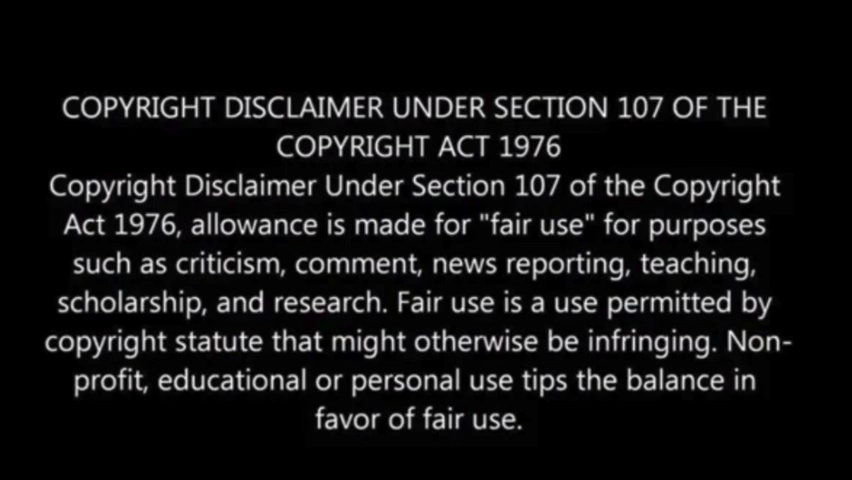 COPYRIGHT DISCLAIMER UNDER SECTION 107 OF THE
COPYRIGHT ACT 1976
Copyright Disclaimer Under Section 107 of the Copyright
Act 1976, allowance is made for "fair use" for purposes
such as criticism, comment, news reporting, teaching,
scholarship, and research. Fair use is a use permitted by
copyright statute that might otherwise be infringing. Non-
profit, educational or personal use tips the balance in
favor of fair use.